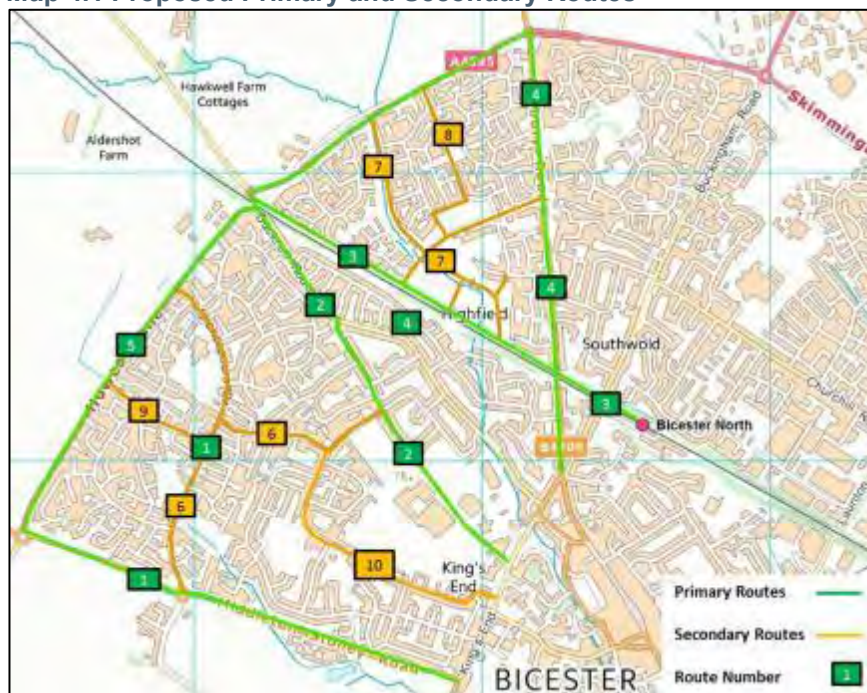 Map 4.1 Proposed Primary and Secondary Routes
A4095
Hawkwell Farm
Cottages
Aldershot
Farm
4
8
7
Buckingham Road
3
7
2
4
4
Highfield
5
Southwold
3
Bicester North
9
1
6
2
6
10
King's
End
1
King's End
Primary Routes
Secondary Routes
Route Number
1
BICESTER